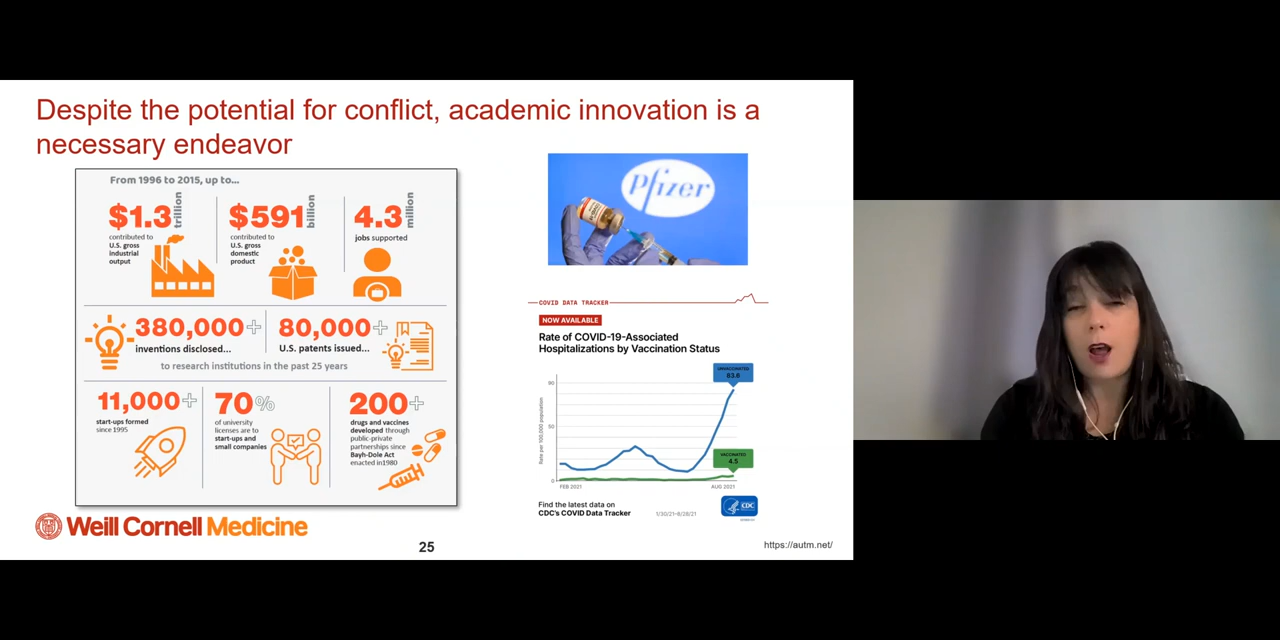 Despite the potential for conflict, academic innovation is a
necessary endeavor
From 1996 to 2015, up to...
$1.3 trillion
contributed to
U.S. gross
industrial
output
$591 billion
contributed to
U.S. gross
domestic
product
4.3 million
jobs supported
380,000+
inventions disclosed...
80,000+
U.S. patents issued...
to research institutions in the past 25 years
11,000+
start-ups formed
since 1995
70%
of university
licenses are to
start-ups and
small companies
200+
drugs and vaccines
developed through
public-private
partnerships since
Bayh-Dole Act
enacted in1980
Pfizer
COVID DATA TRACKER
NOW AVAILABLE
Rate of COVID-19-Associated
Hospitalizations by Vaccination Status
Rate per 100,000 population
90
50
0
UNVACCINATED
83.6
VACCINATED
4.5
FEB 2021
AUG 2021
Find the latest data on
CDC's COVID Data Tracker
1/30/21-8/28/21
CDC
Weill Cornell Medicine
25
https://autm.net/